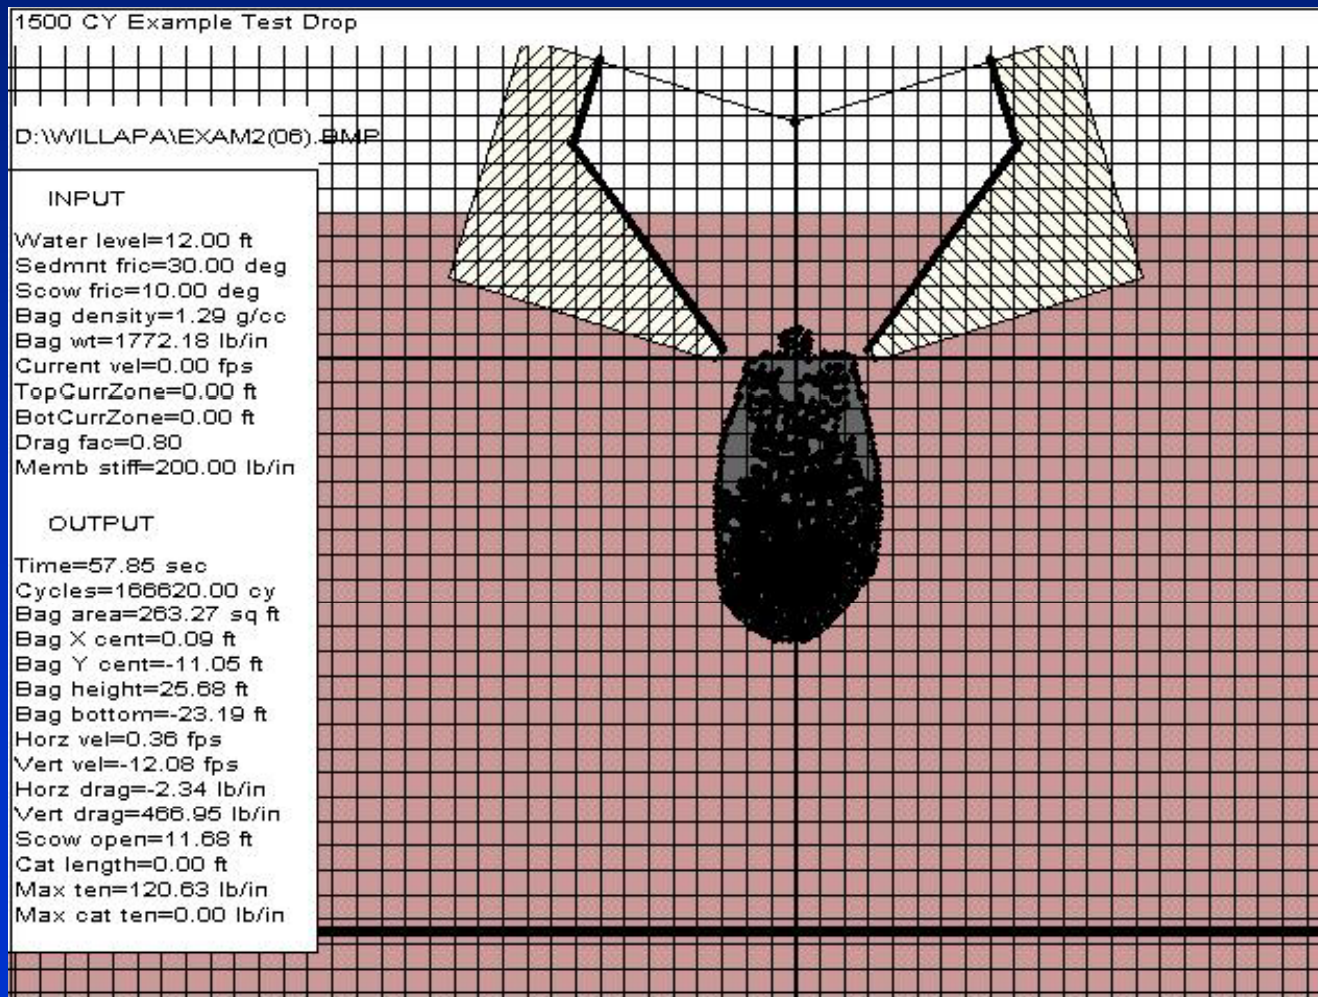 1500 CY Example Test Drop
D:\WILLAPA\EXAM2(06).BMP
INPUT
Water level=12.00 ft
Sedmnt fric=30.00 deg
Scow fric=10.00 deg
Bag density=1.29 g/cc
Bag wt=1772.18 lb/in
Current vel=0.00 fps
TopCurrZone=0.00 ft
BotCurrZone=0.00 ft
Drag fac=0.80
Memb stiff=200.00 lb/in
OUTPUT
Time=57.85 sec
Cycles=166620.00 cy
Bag area=263.27 sq ft
Bag X cent=0.09 ft
Bag Y cent=-11.05 ft
Bag height=25.68 ft
Bag bottom=-23.19 ft
Horz vel=0.36 fps
Vert vel=-12.08 fps
Horz drag=-2.34 lb/in
Vert drag=466.95 lb/in
Scow open=11.68 ft
Cat length=0.00 ft
Max ten=120.63 lb/in
Max cat ten=0.00 lb/in